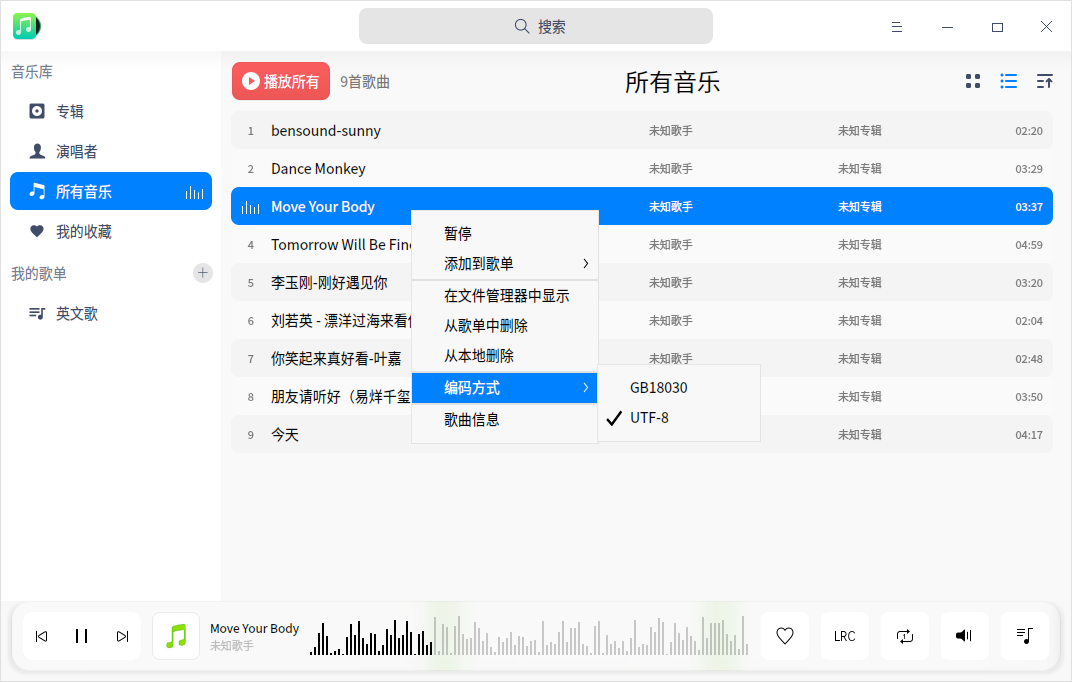 搜索
音乐库
专辑
演唱者
所有音乐
我的收藏
我的歌单
英文歌
播放所有
9首歌曲
所有音乐
1 bensound-sunny 未知歌手 未知专辑 02:20
2 Dance Monkey 未知歌手 未知专辑 03:29
Move Your Body 未知歌手 未知专辑 03:37
4 Tomorrow Will Be Fine 未知歌手 未知专辑 04:59
5 李玉刚-刚好遇见你 未知歌手 未知专辑 03:20
6 刘若英 - 漂洋过海来看 未知歌手 未知专辑 02:04
7 你笑起来真好看-叶嘉 未知歌手 未知专辑 02:48
8 朋友请听好（易烊千玺 未知专辑 03:50
9 今天 未知专辑 04:17
暂停
添加到歌单
在文件管理器中显示
从歌单中删除
从本地删除
编码方式
歌曲信息
GB18030
UTF-8
Move Your Body
未知歌手
LRC